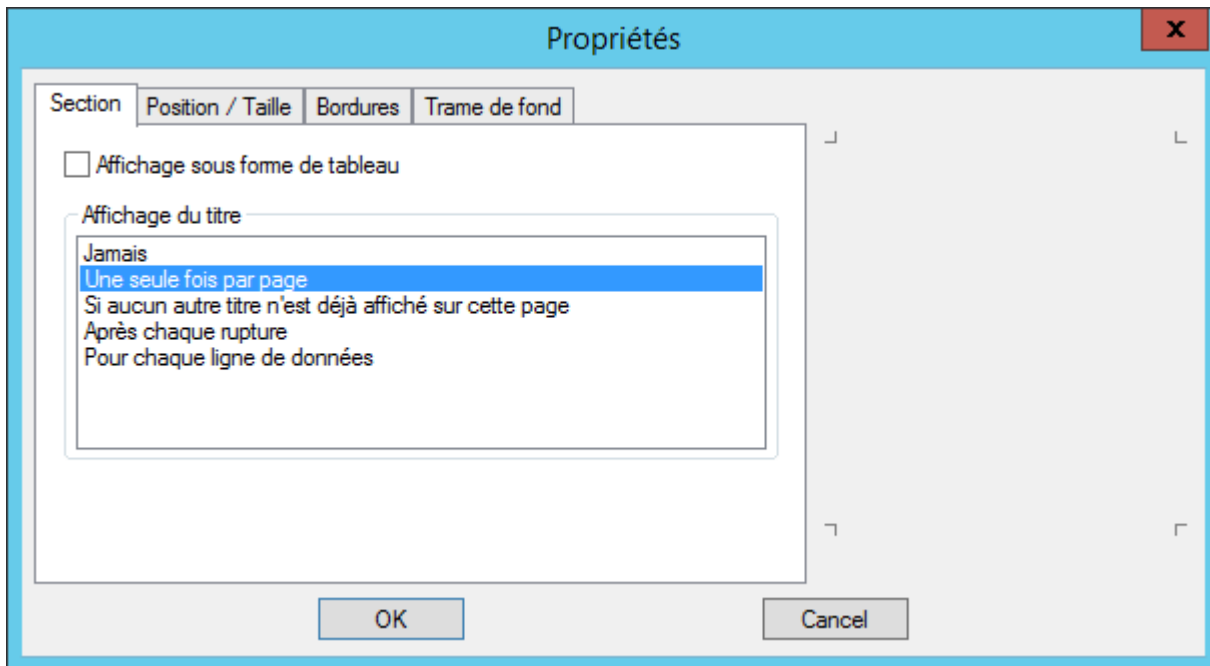 Propriétés
x
Section Position / Taille Bordures Trame de fond
Affichage sous forme de tableau
Affichage du titre
Jamais
Une seule fois par page
Si aucun autre titre n'est déjà affiché sur cette page
Après chaque rupture
Pour chaque ligne de données
OK Cancel